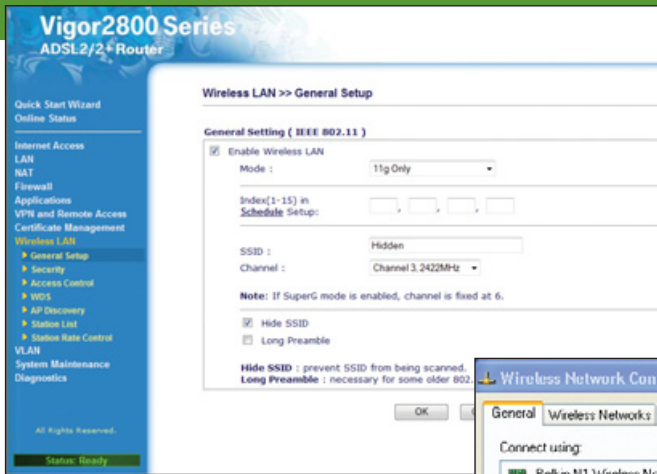 Vigor2800 Series
ADSL2/2+ Router
Quick Start Wizard
Online Status
Internet Access
LAN
NAT
Firewall
Applications
VPN and Remote Access
Certificate Management
Wireless LAN
General Setup
Security
Access Control
WDS
AP Discovery
Station List
Station Rate Control
VLAN
System Maintenance
Diagnostics
All Rights Reserved.
Status: Ready
Wireless LAN >> General Setup
General Setting ( IEEE 802.11 )
Enable Wireless LAN
Mode : 11g Only
Index(1-15) in
Schedule Setup: , , ,
SSID : Hidden
Channel : Channel 3, 2422MHz
Note: If SuperG mode is enabled, channel is fixed at 6.
Hide SSID
Long Preamble
Hide SSID : prevent SSID from being scanned.
Long Preamble : necessary for some older 802.
OK
Wireless Network Con
General Wireless Networks
Connect using:
Belkin N1 Wireless